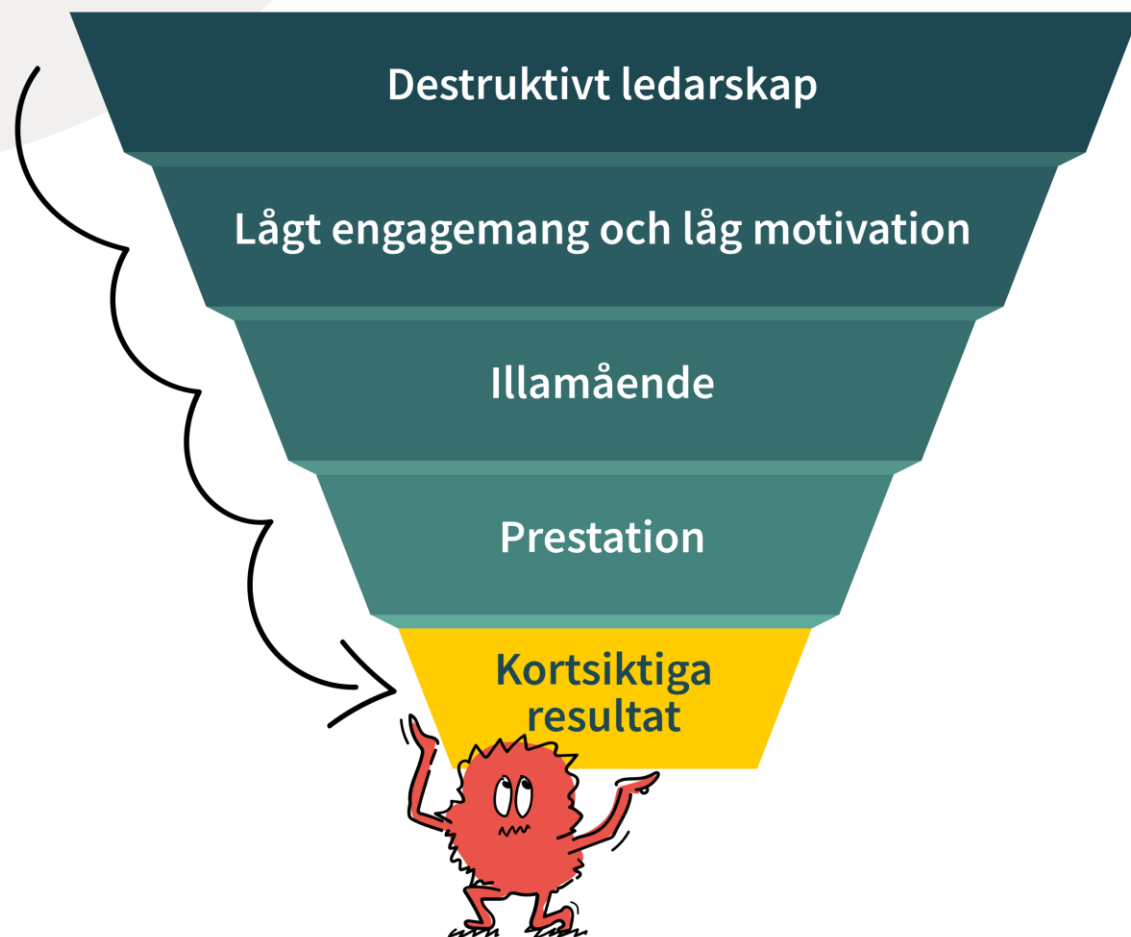 Destruktivt ledarskap
Lågt engagemang och låg motivation
Illamående
Prestation
Kortsiktiga
resultat